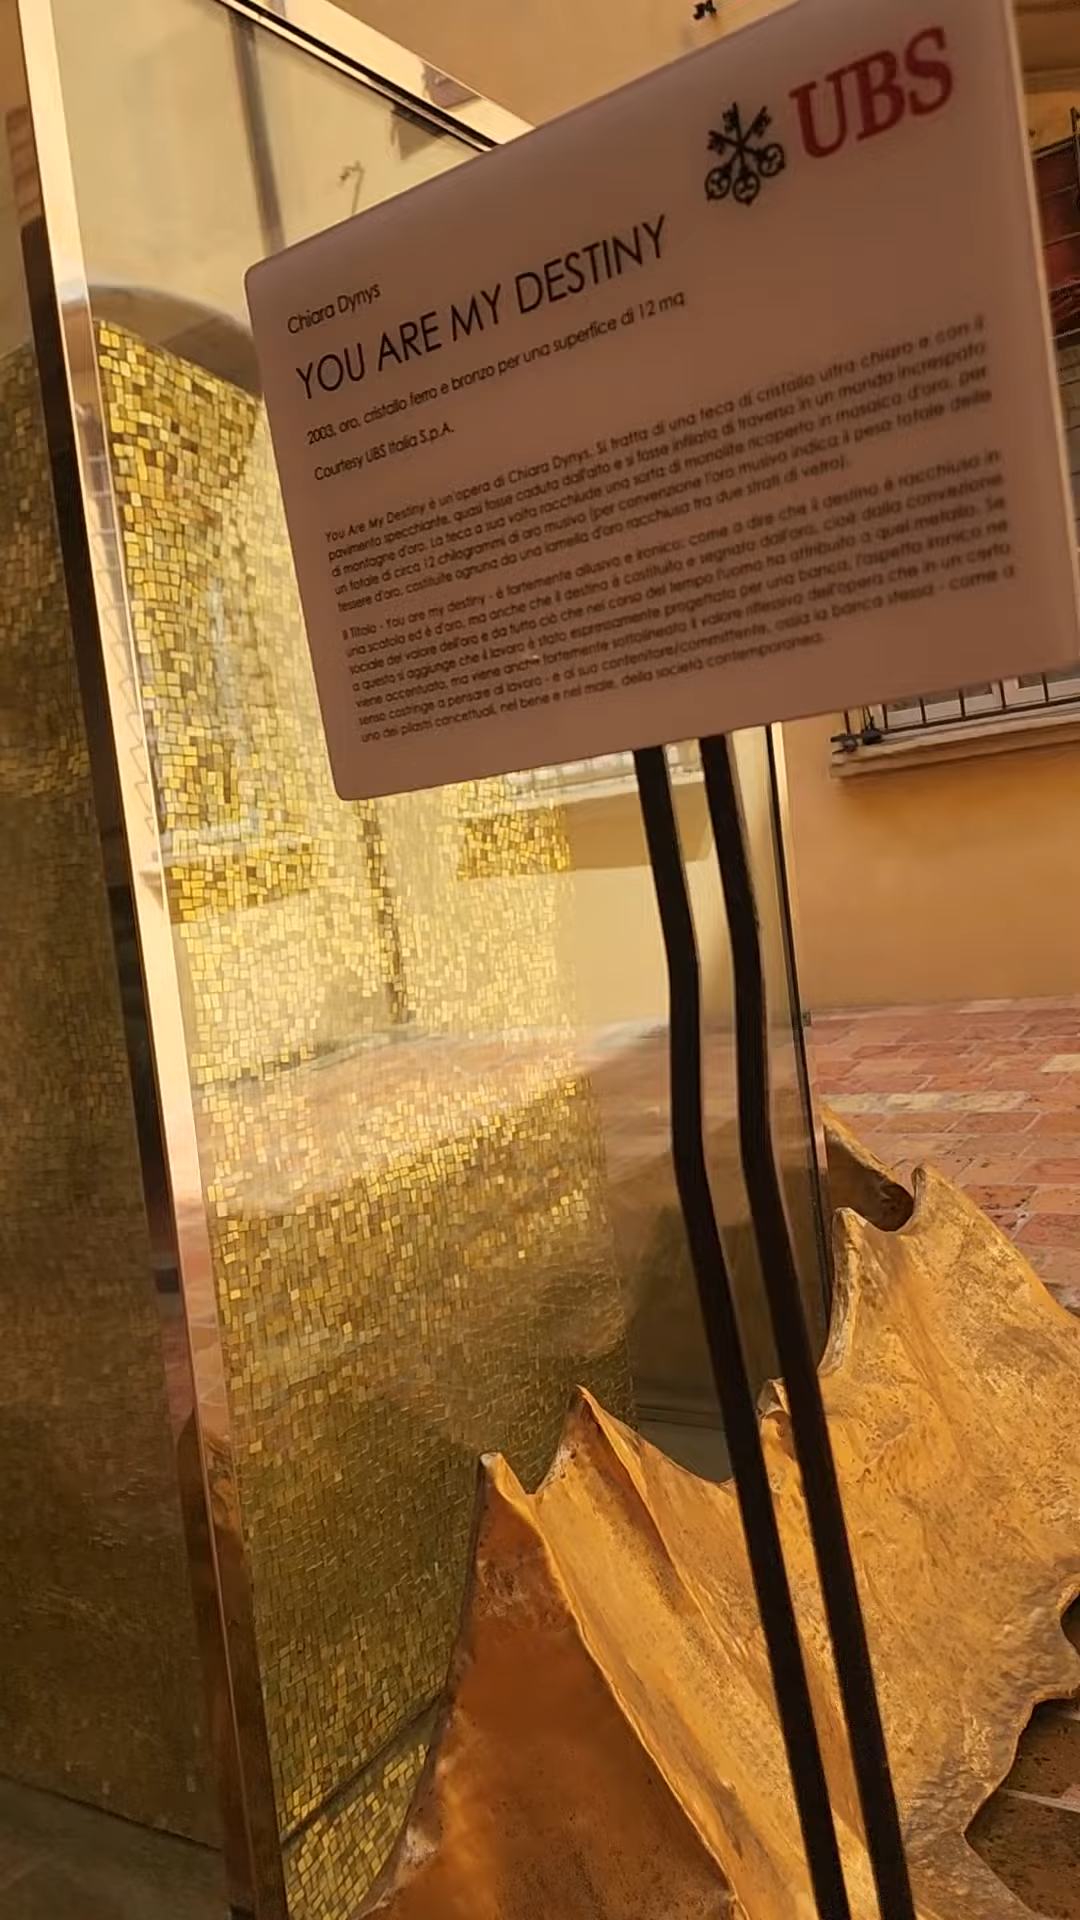 UBS
Chiara Dynys
YOU ARE MY DESTINY
2003, oro, cristallo ferro e bronzo per una superfice di 12 mq
Courtesy UBS Italia S.p.A.
You Are My Destiny è un'opera di Chiara Dynys. Si tratta di una teca di cristallo ultra chiaro e con il
pavimento specchiante, quasi fosse caduta dall'alto e si fosse infilata di traverso in un mondo increspato
di montagne d'oro. La teca a sua volta racchiude una sorta di monolite ricoperto in mosaico d'oro, per
un totale di circa 12 chilogrammi di oro musivo (per convenzione l'oro musivo indica il peso totale delle
tessere d'oro, costituite ognuna da una lamella d'oro racchiusa tra due strati di vetro).
Il Titolo - You are my destiny - è fortemente allusivo e ironico: come a dire che il destino è racchiuso in
una scatola ed è d'oro, ma anche che il destino è costituito e segnato dall'oro, cioè dalla convenzione
sociale del valore dell'oro e da tutto ciò che nel corso del tempo l'uomo ha attribuito a quel metallo. Se
a questo si aggiunge che il lavoro è stato espressamente progettato per una banca, l'aspetto ironico ne
viene accentuato, ma viene anche fortemente sottolineato il valore riflessivo dell'opera che in un certo
senso costringe a pensare al lavoro - e al suo contenitore/committente, ossia la banca stessa - come a
uno dei pilastri concettuali, nel bene e nel male, della società contemporanea.